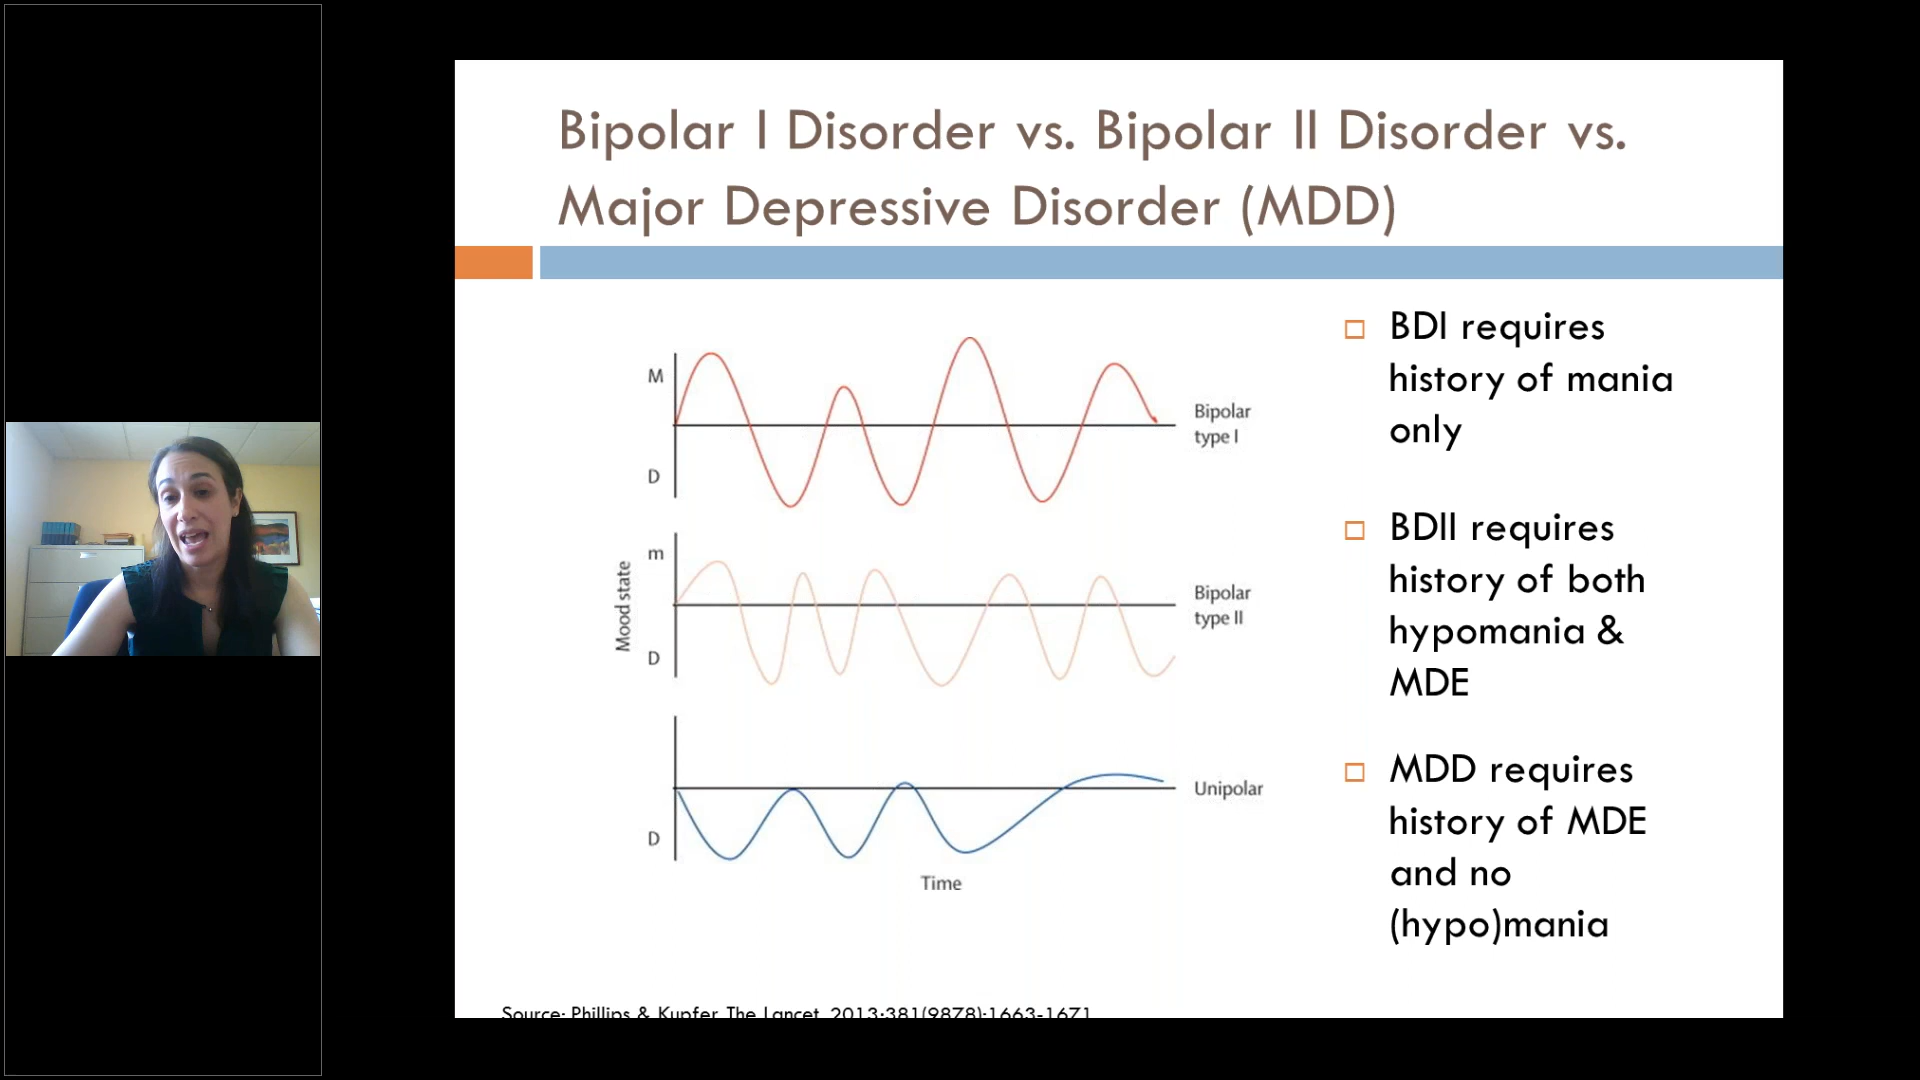 Bipolar I Disorder vs. Bipolar II Disorder vs.
Major Depressive Disorder (MDD)
M
D
Bipolar
type I
Mood state
m
D
Bipolar
type II
D
Unipolar
Time
BDI requires
history of mania
only
BDII requires
history of both
hypomania &
MDE
MDD requires
history of MDE
and no
(hypo)mania
Source: Phillips & Kupfer, The Lancet, 2013;381(9878):1663-1671